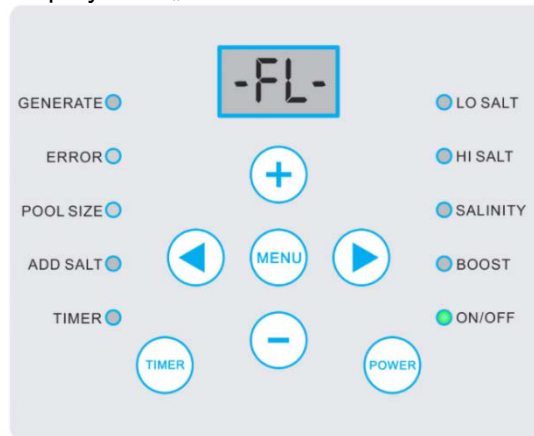 -FL-
GENERATE
LO SALT
ERROR
HI SALT
POOL SIZE
SALINITY
ADD SALT
MENU
BOOST
TIMER
ON/OFF
TIMER
POWER